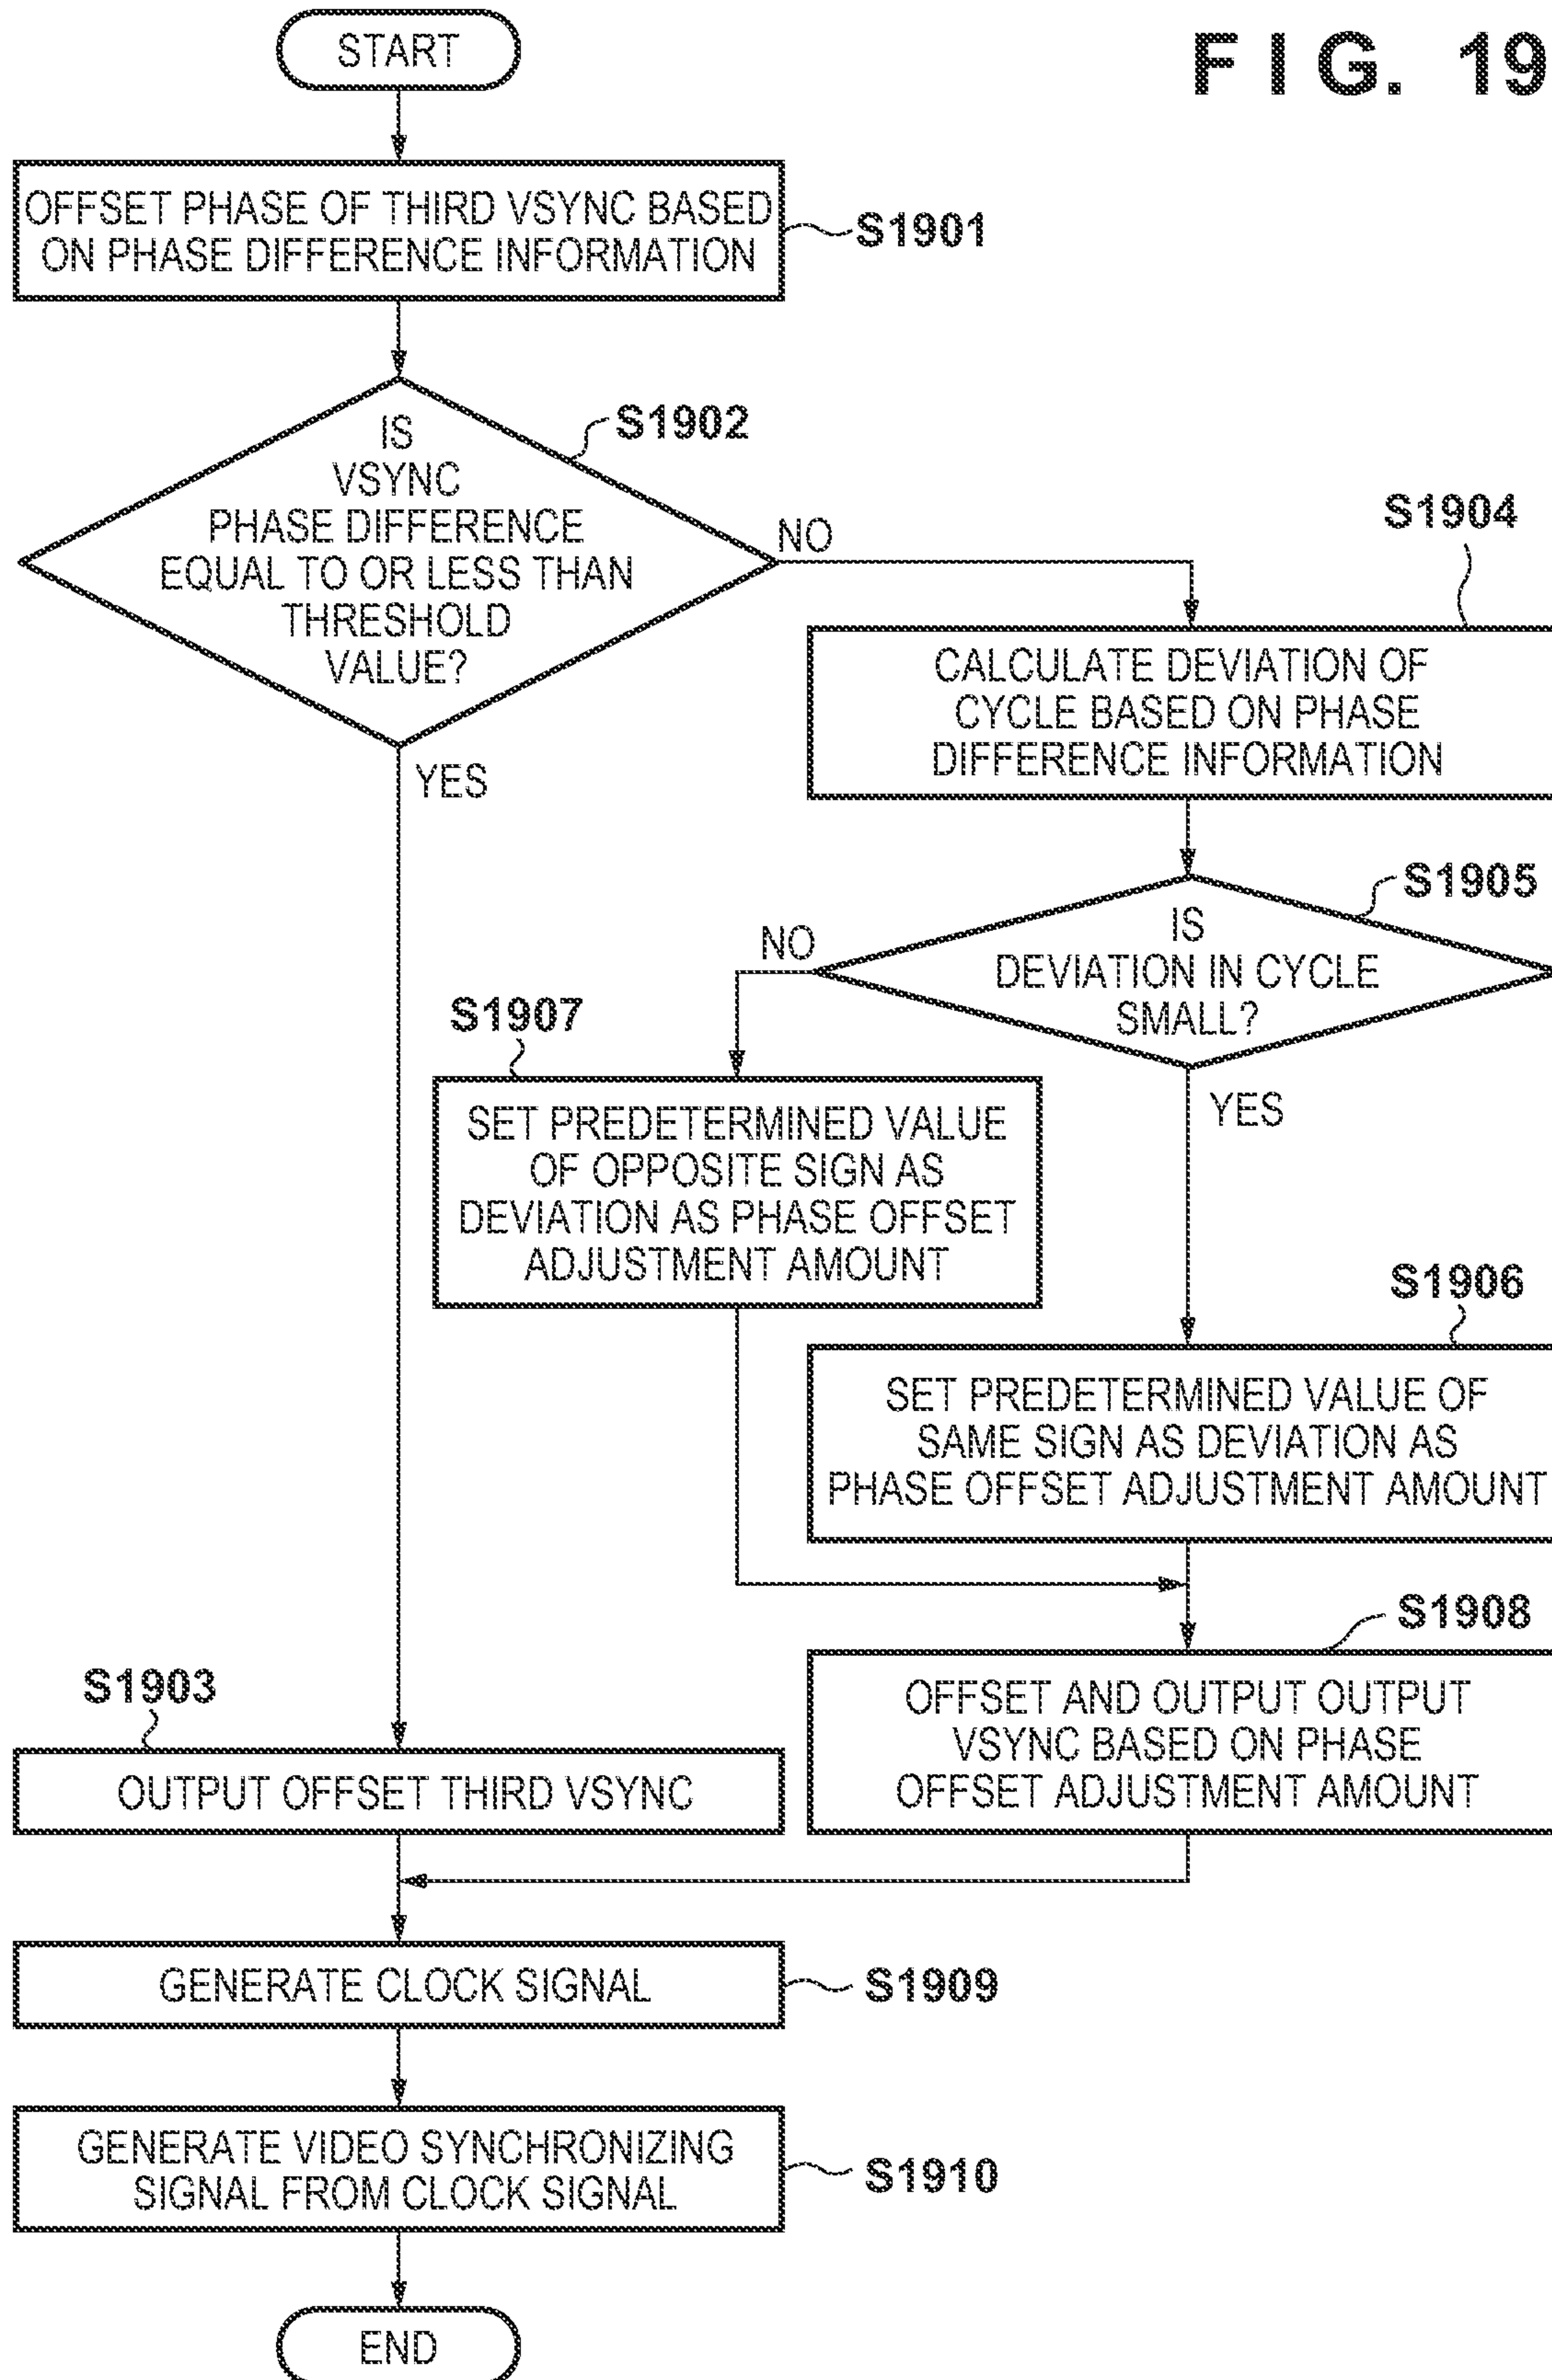 FIG. 19
START
OFFSET PHASE OF THIRD VSYNC BASED
ON PHASE DIFFERENCE INFORMATION
S1901
IS
VSYNC
PHASE DIFFERENCE
EQUAL TO OR LESS THAN
THRESHOLD
VALUE?
S1902
NO
YES
S1904
CALCULATE DEVIATION OF
CYCLE BASED ON PHASE
DIFFERENCE INFORMATION
S1905
IS
DEVIATION IN CYCLE
SMALL?
NO
YES
S1907
SET PREDETERMINED VALUE
OF OPPOSITE SIGN AS
DEVIATION AS PHASE OFFSET
ADJUSTMENT AMOUNT
S1906
SET PREDETERMINED VALUE OF
SAME SIGN AS DEVIATION AS
PHASE OFFSET ADJUSTMENT AMOUNT
S1908
OFFSET AND OUTPUT OUTPUT
VSYNC BASED ON PHASE
OFFSET ADJUSTMENT AMOUNT
S1903
OUTPUT OFFSET THIRD VSYNC
GENERATE CLOCK SIGNAL
S1909
GENERATE VIDEO SYNCHRONIZING
SIGNAL FROM CLOCK SIGNAL
S1910
END